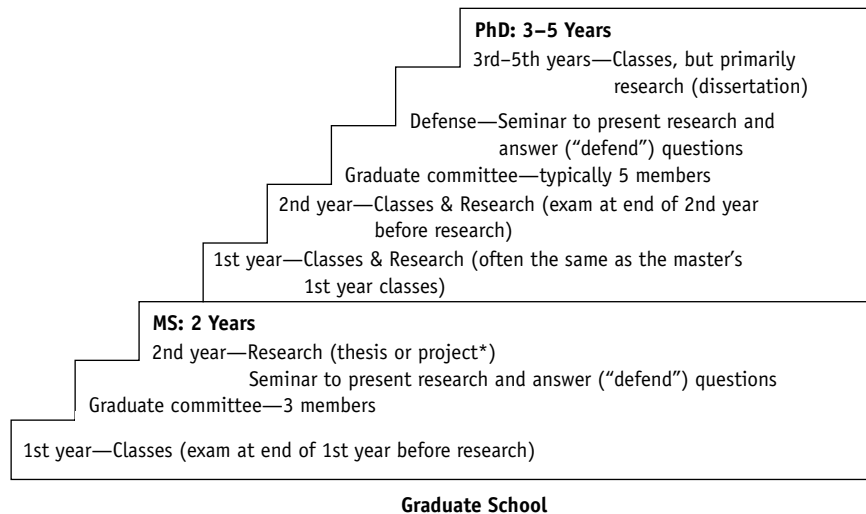 PhD: 3–5 Years
3rd–5th years—Classes, but primarily
research (dissertation)
Defense—Seminar to present research and
answer (“defend”) questions
Graduate committee—typically 5 members
2nd year—Classes & Research (exam at end of 2nd year
before research)
1st year—Classes & Research (often the same as the master’s
1st year classes)
MS: 2 Years
2nd year—Research (thesis or project*)
Seminar to present research and answer (“defend”) questions
Graduate committee—3 members
1st year—Classes (exam at end of 1st year before research)
Graduate School